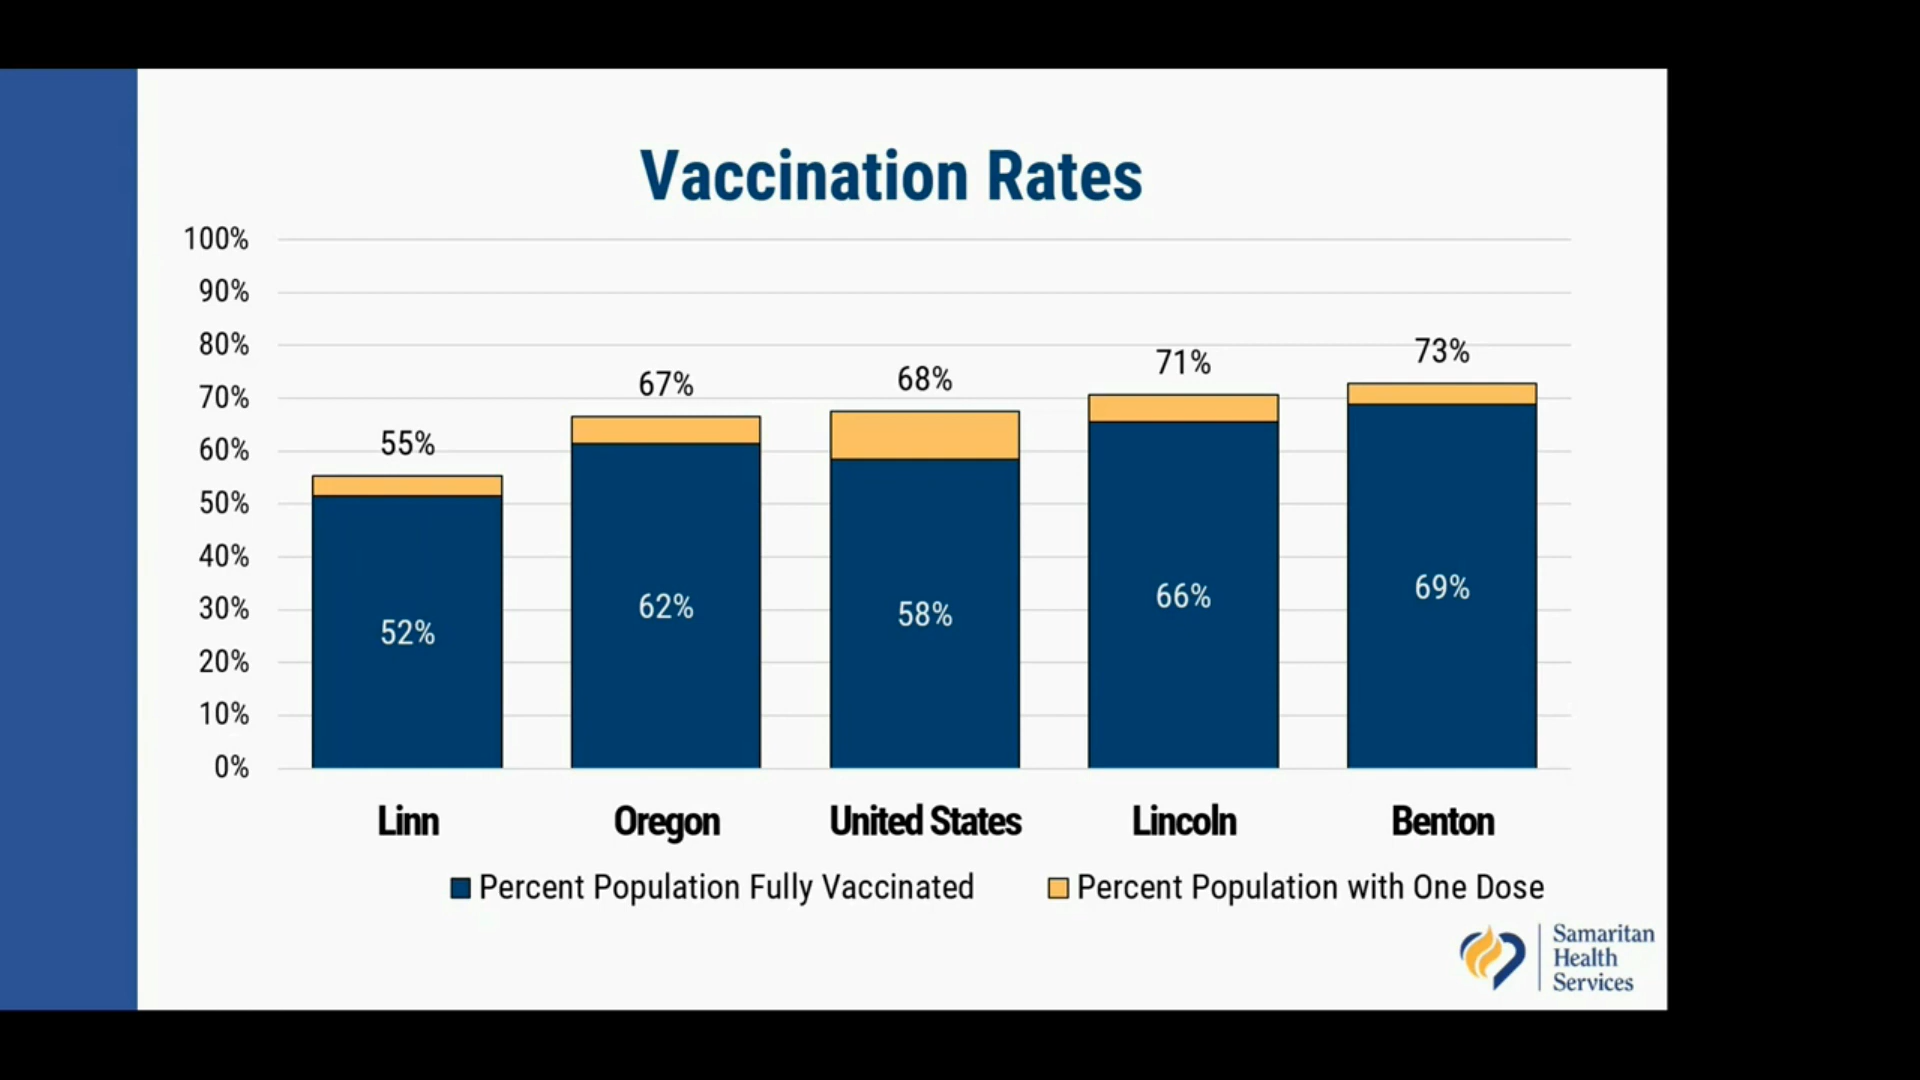 Vaccination Rates
100%
90%
80%
70%
60%
50%
40%
30%
20%
10%
0%
55%
52%
67%
62%
68%
58%
71%
66%
73%
69%
Linn
Oregon
United States
Lincoln
Benton
Percent Population Fully Vaccinated
Percent Population with One Dose
Samaritan
Health
Services